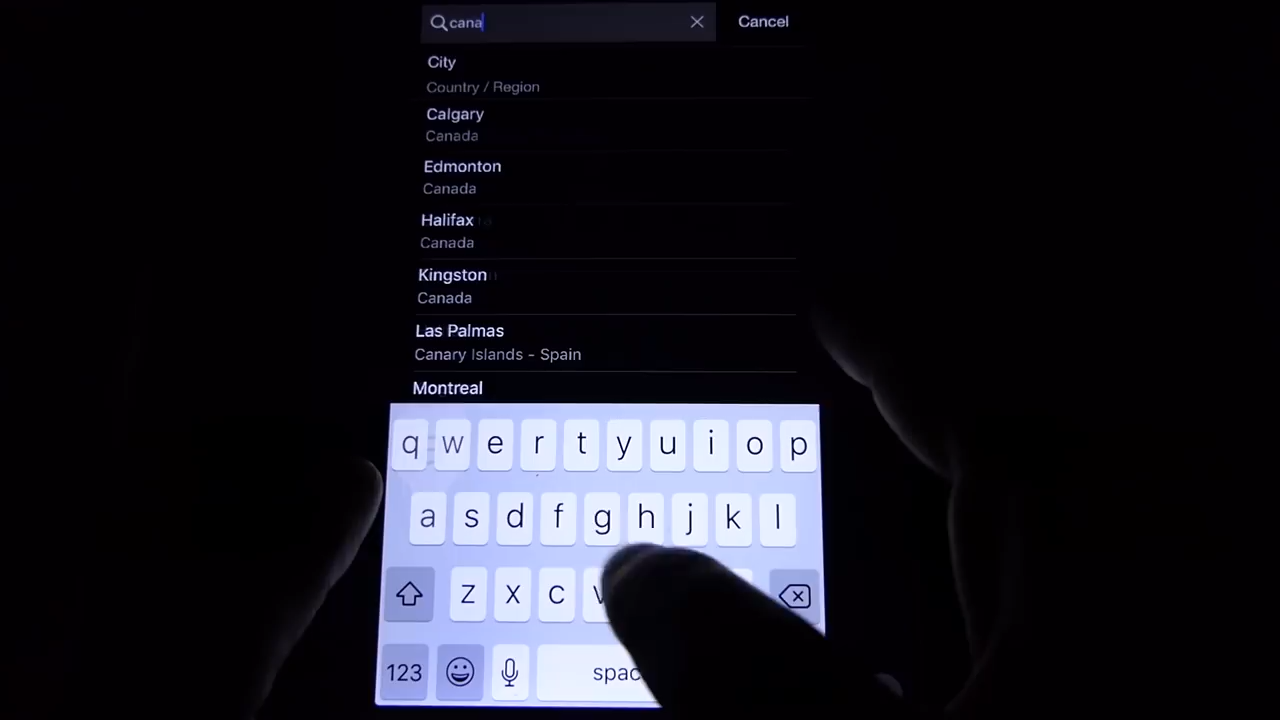 cana
Cancel
City
Country / Region
Calgary
Canada
Edmonton
Canada
Halifax
Canada
Kingston
Canada
Las Palmas
Canary Islands - Spain
Montreal
q w e r t y u i o p
a s d f g h j k l
z x c v
123 spac